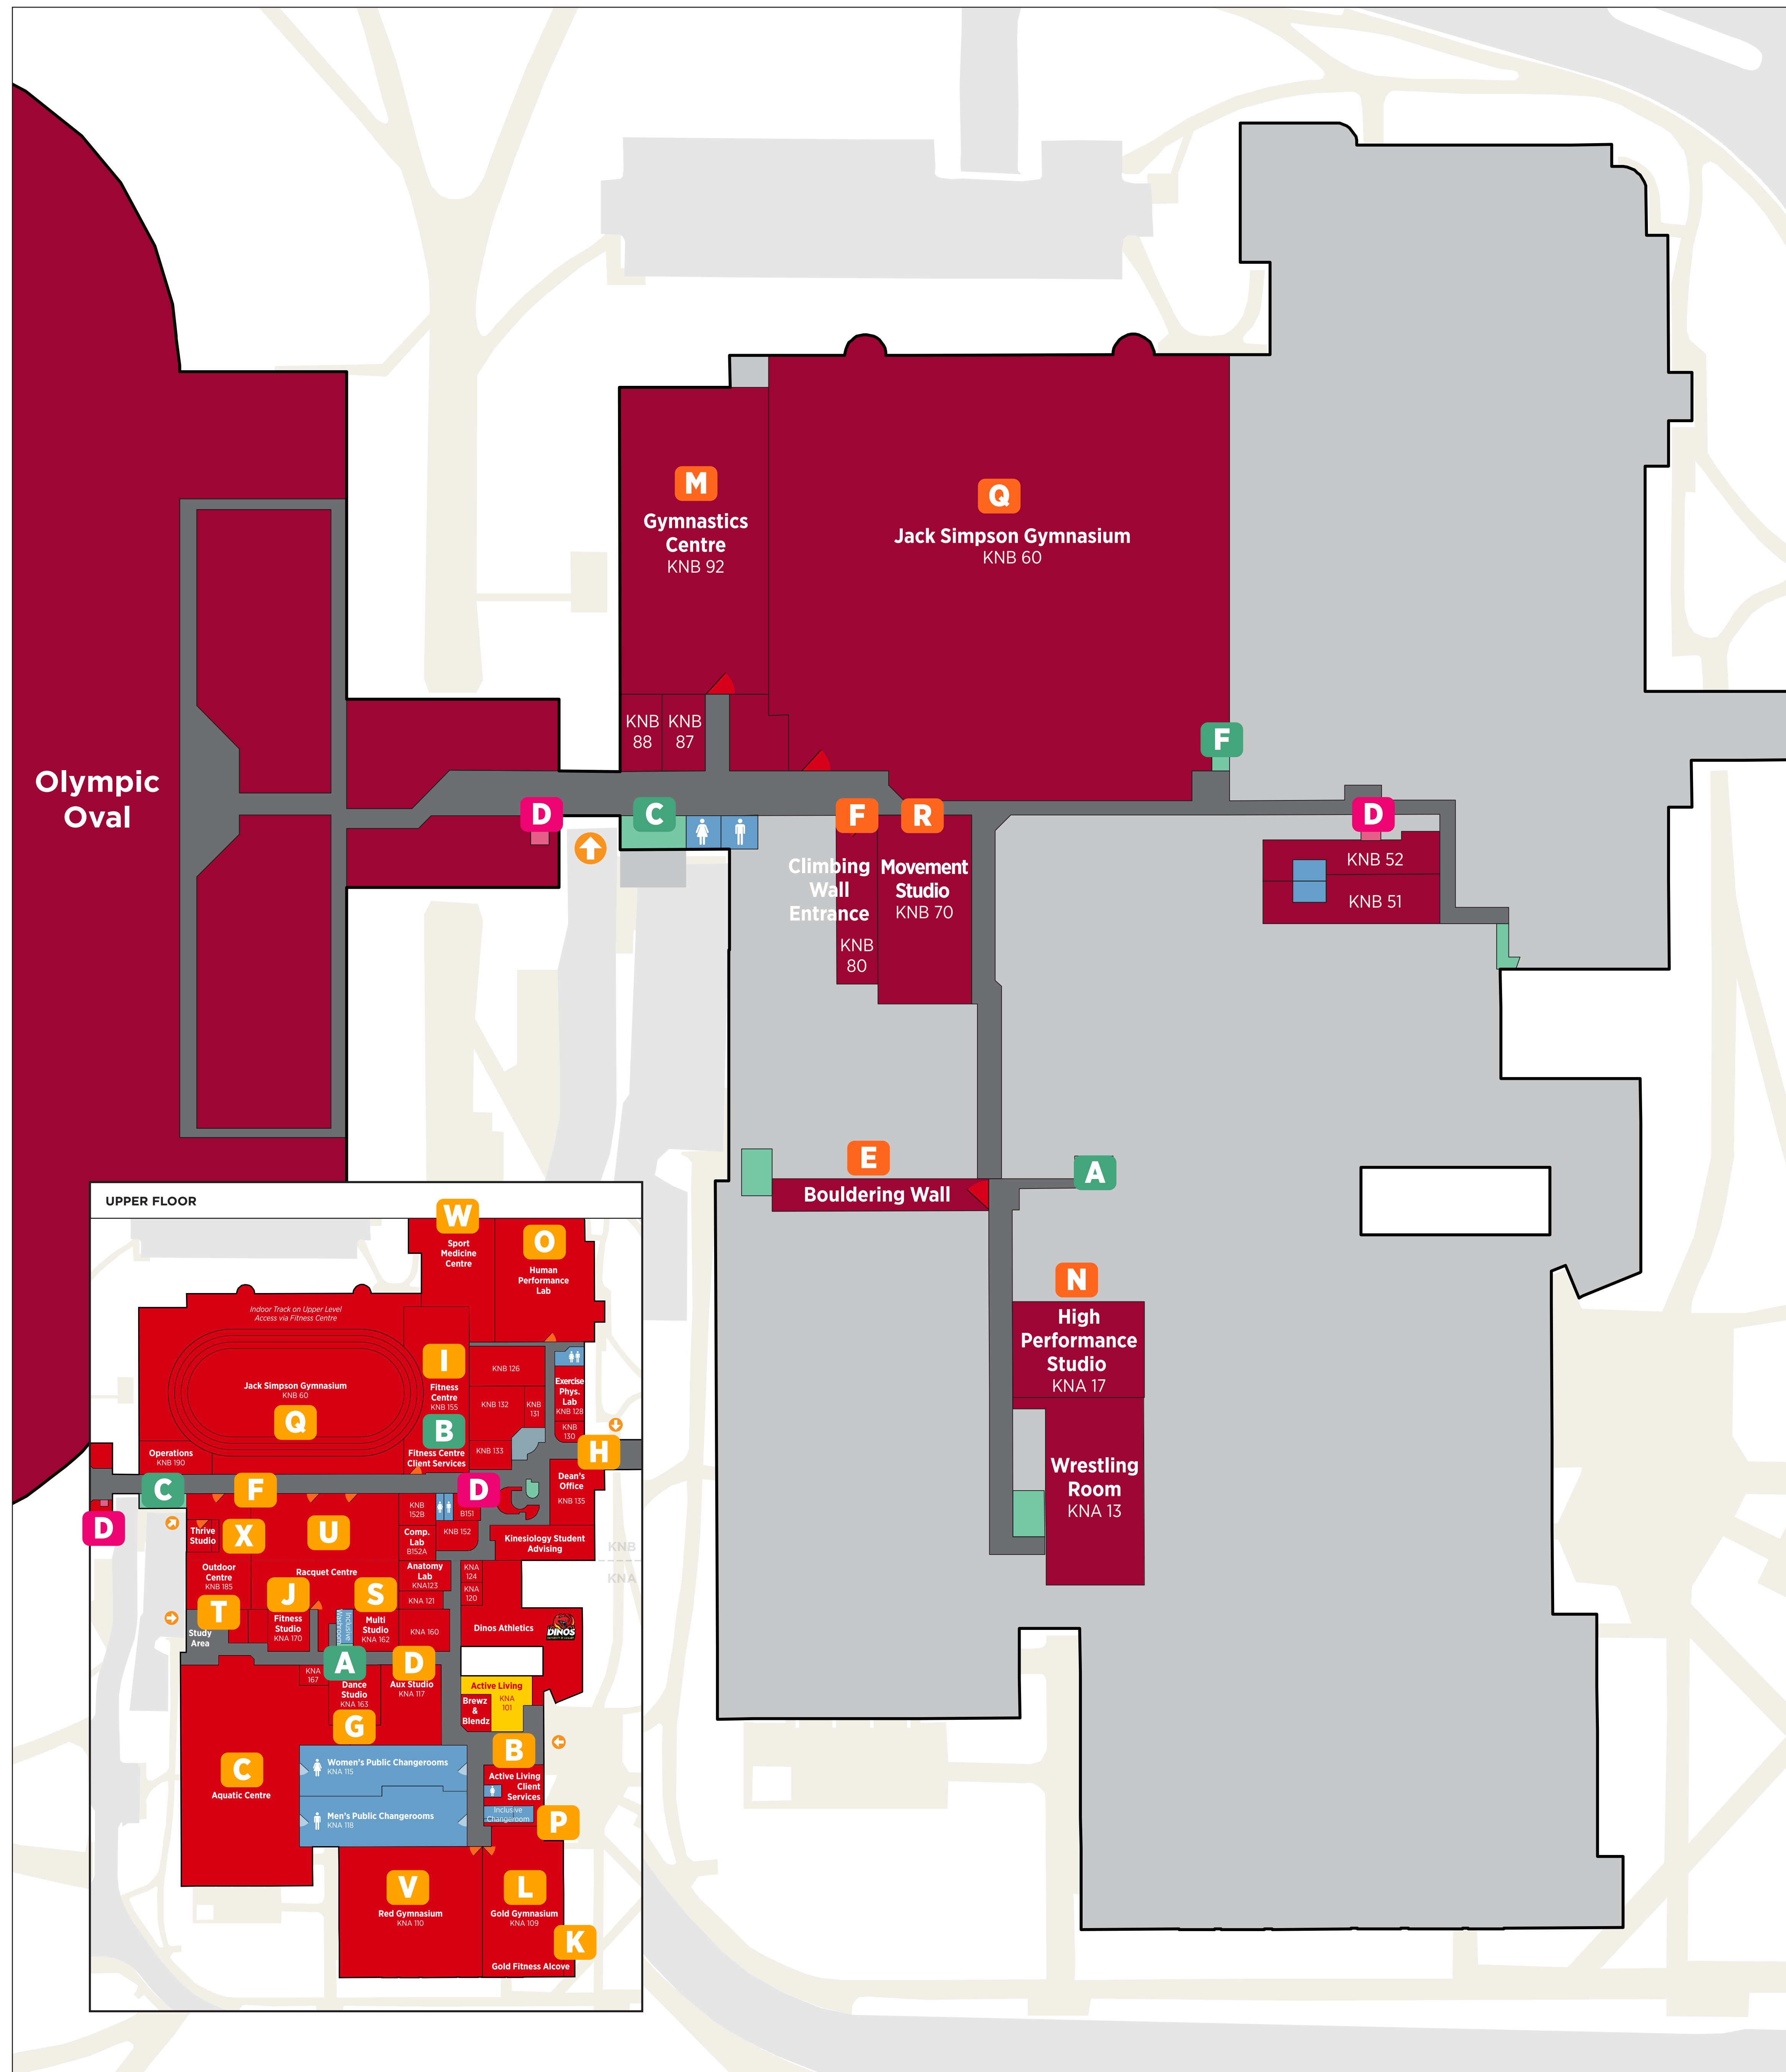 M
Gymnastics
Centre
KNB 92
Q
Jack Simpson Gymnasium
KNB 60
KNB
88
KNB
87
F
Olympic
Oval
D
C
F
R
D
Climbing
Wall
Entrance
KNB
80
Movement
Studio
KNB 70
KNB 52
KNB 51
E
Bouldering Wall
A
N
High
Performance
Studio
KNA 17
Wrestling
Room
KNA 13
UPPER FLOOR
W
Sport
Medicine
Centre
O
Human
Performance
Lab
Indoor Track on Upper Level
Access via Fitness Centre
Jack Simpson Gymnasium
KNB 60
Q
I
Fitness
Centre
KNB 155
B
Fitness Centre
Client Services
KNB 126
KNB 132
KNB
131
KNB 133
Exercise
Phys.
Lab
KNB 128
KNB
130
H
Operations
KNB 190
C
F
D
D
Dean's
Office
KNB 135
KNB
152B
B151
Thrive
Studio
X
U
Comp.
Lab
B152A
KNB 152
Kinesiology Student
Advising
KNB
KNA
Outdoor
Centre
KNB 185
Racquet Centre
Anatomy
Lab
KNA123
KNA
124
KNA
120
KNA 121
T
J
Fitness
Studio
KNA 170
Inclusive
Washroom
S
Multi
Studio
KNA 162
KNA 160
Dinos Athletics
DINOS
Study
Area
KNA
167
A
Dance
Studio
KNA 163
G
D
Aux Studio
KNA 117
Active Living
KNA
101
Brewz
&
Blendz
B
C
Aquatic Centre
Women's Public Changerooms
KNA 115
Men's Public Changerooms
KNA 118
Active Living
Client
Services
Inclusive
Changeroom
P
V
Red Gymnasium
KNA 110
L
Gold Gymnasium
KNA 109
K
Gold Fitness Alcove